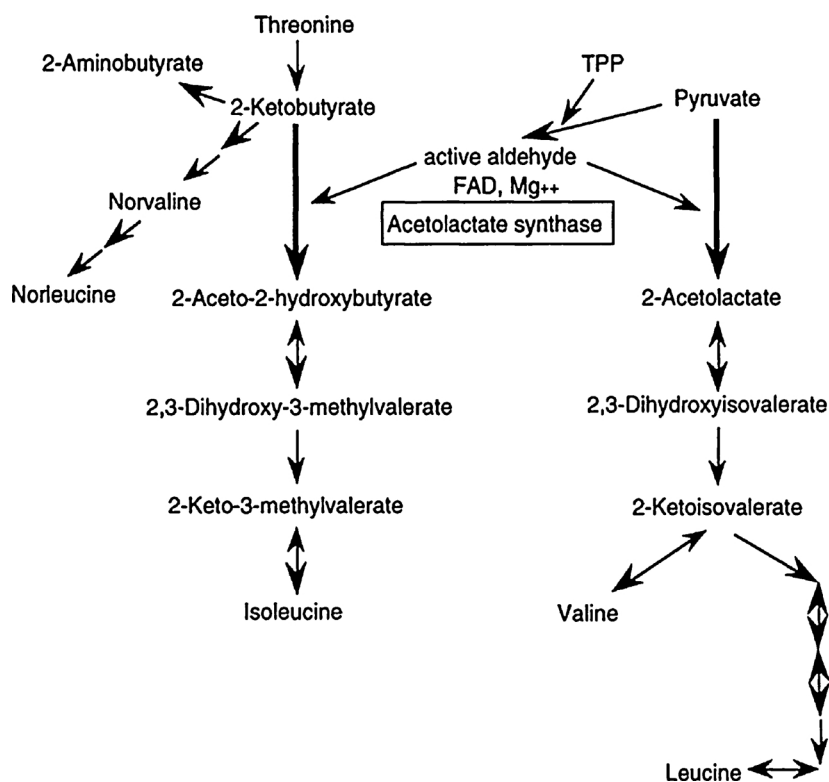 Threonine
2-Aminobutyrate
TPP
2-Ketobutyrate
Pyruvate
active aldehyde
FAD, Mg++
Norvaline
Acetolactate synthase
Norleucine
2-Aceto-2-hydroxybutyrate
2-Acetolactate
2,3-Dihydroxy-3-methylvalerate
2,3-Dihydroxyisovalerate
2-Keto-3-methylvalerate
2-Ketoisovalerate
Isoleucine
Valine
Leucine